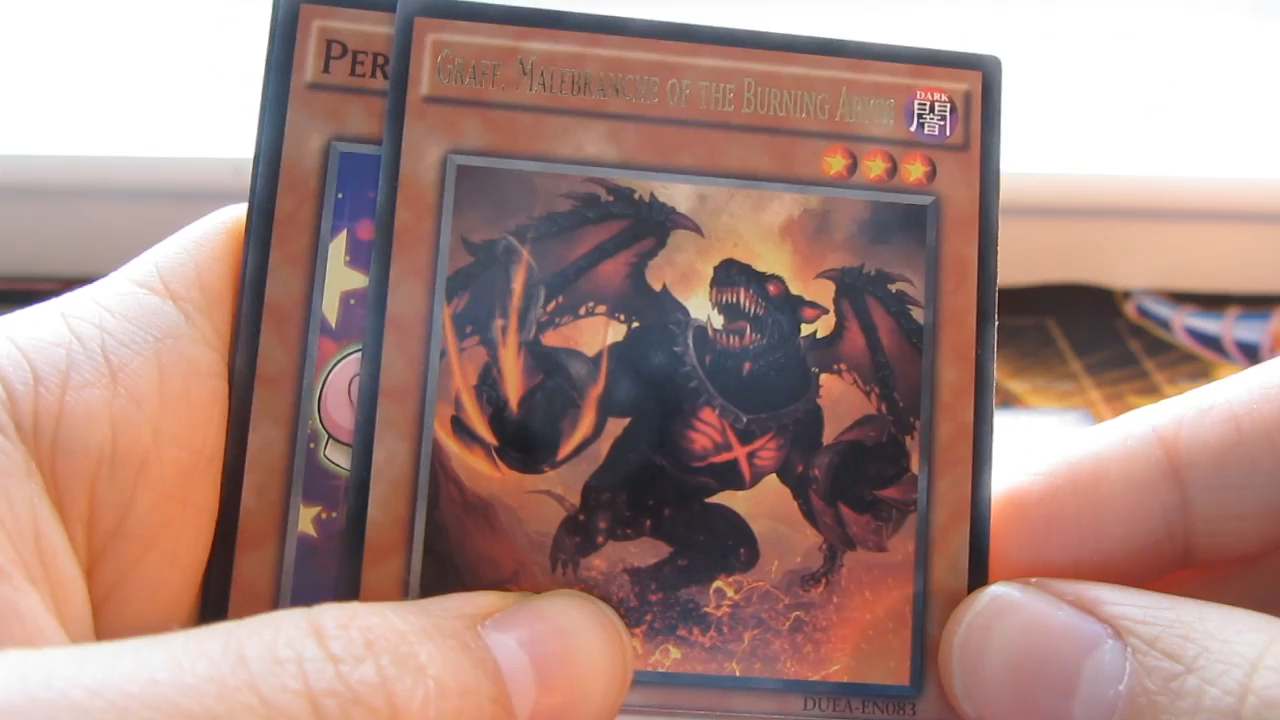 PER
GRAFF, MALEBRANCHE OF THE BURNING ABYSS
DARK
闇
DUEA-EN083